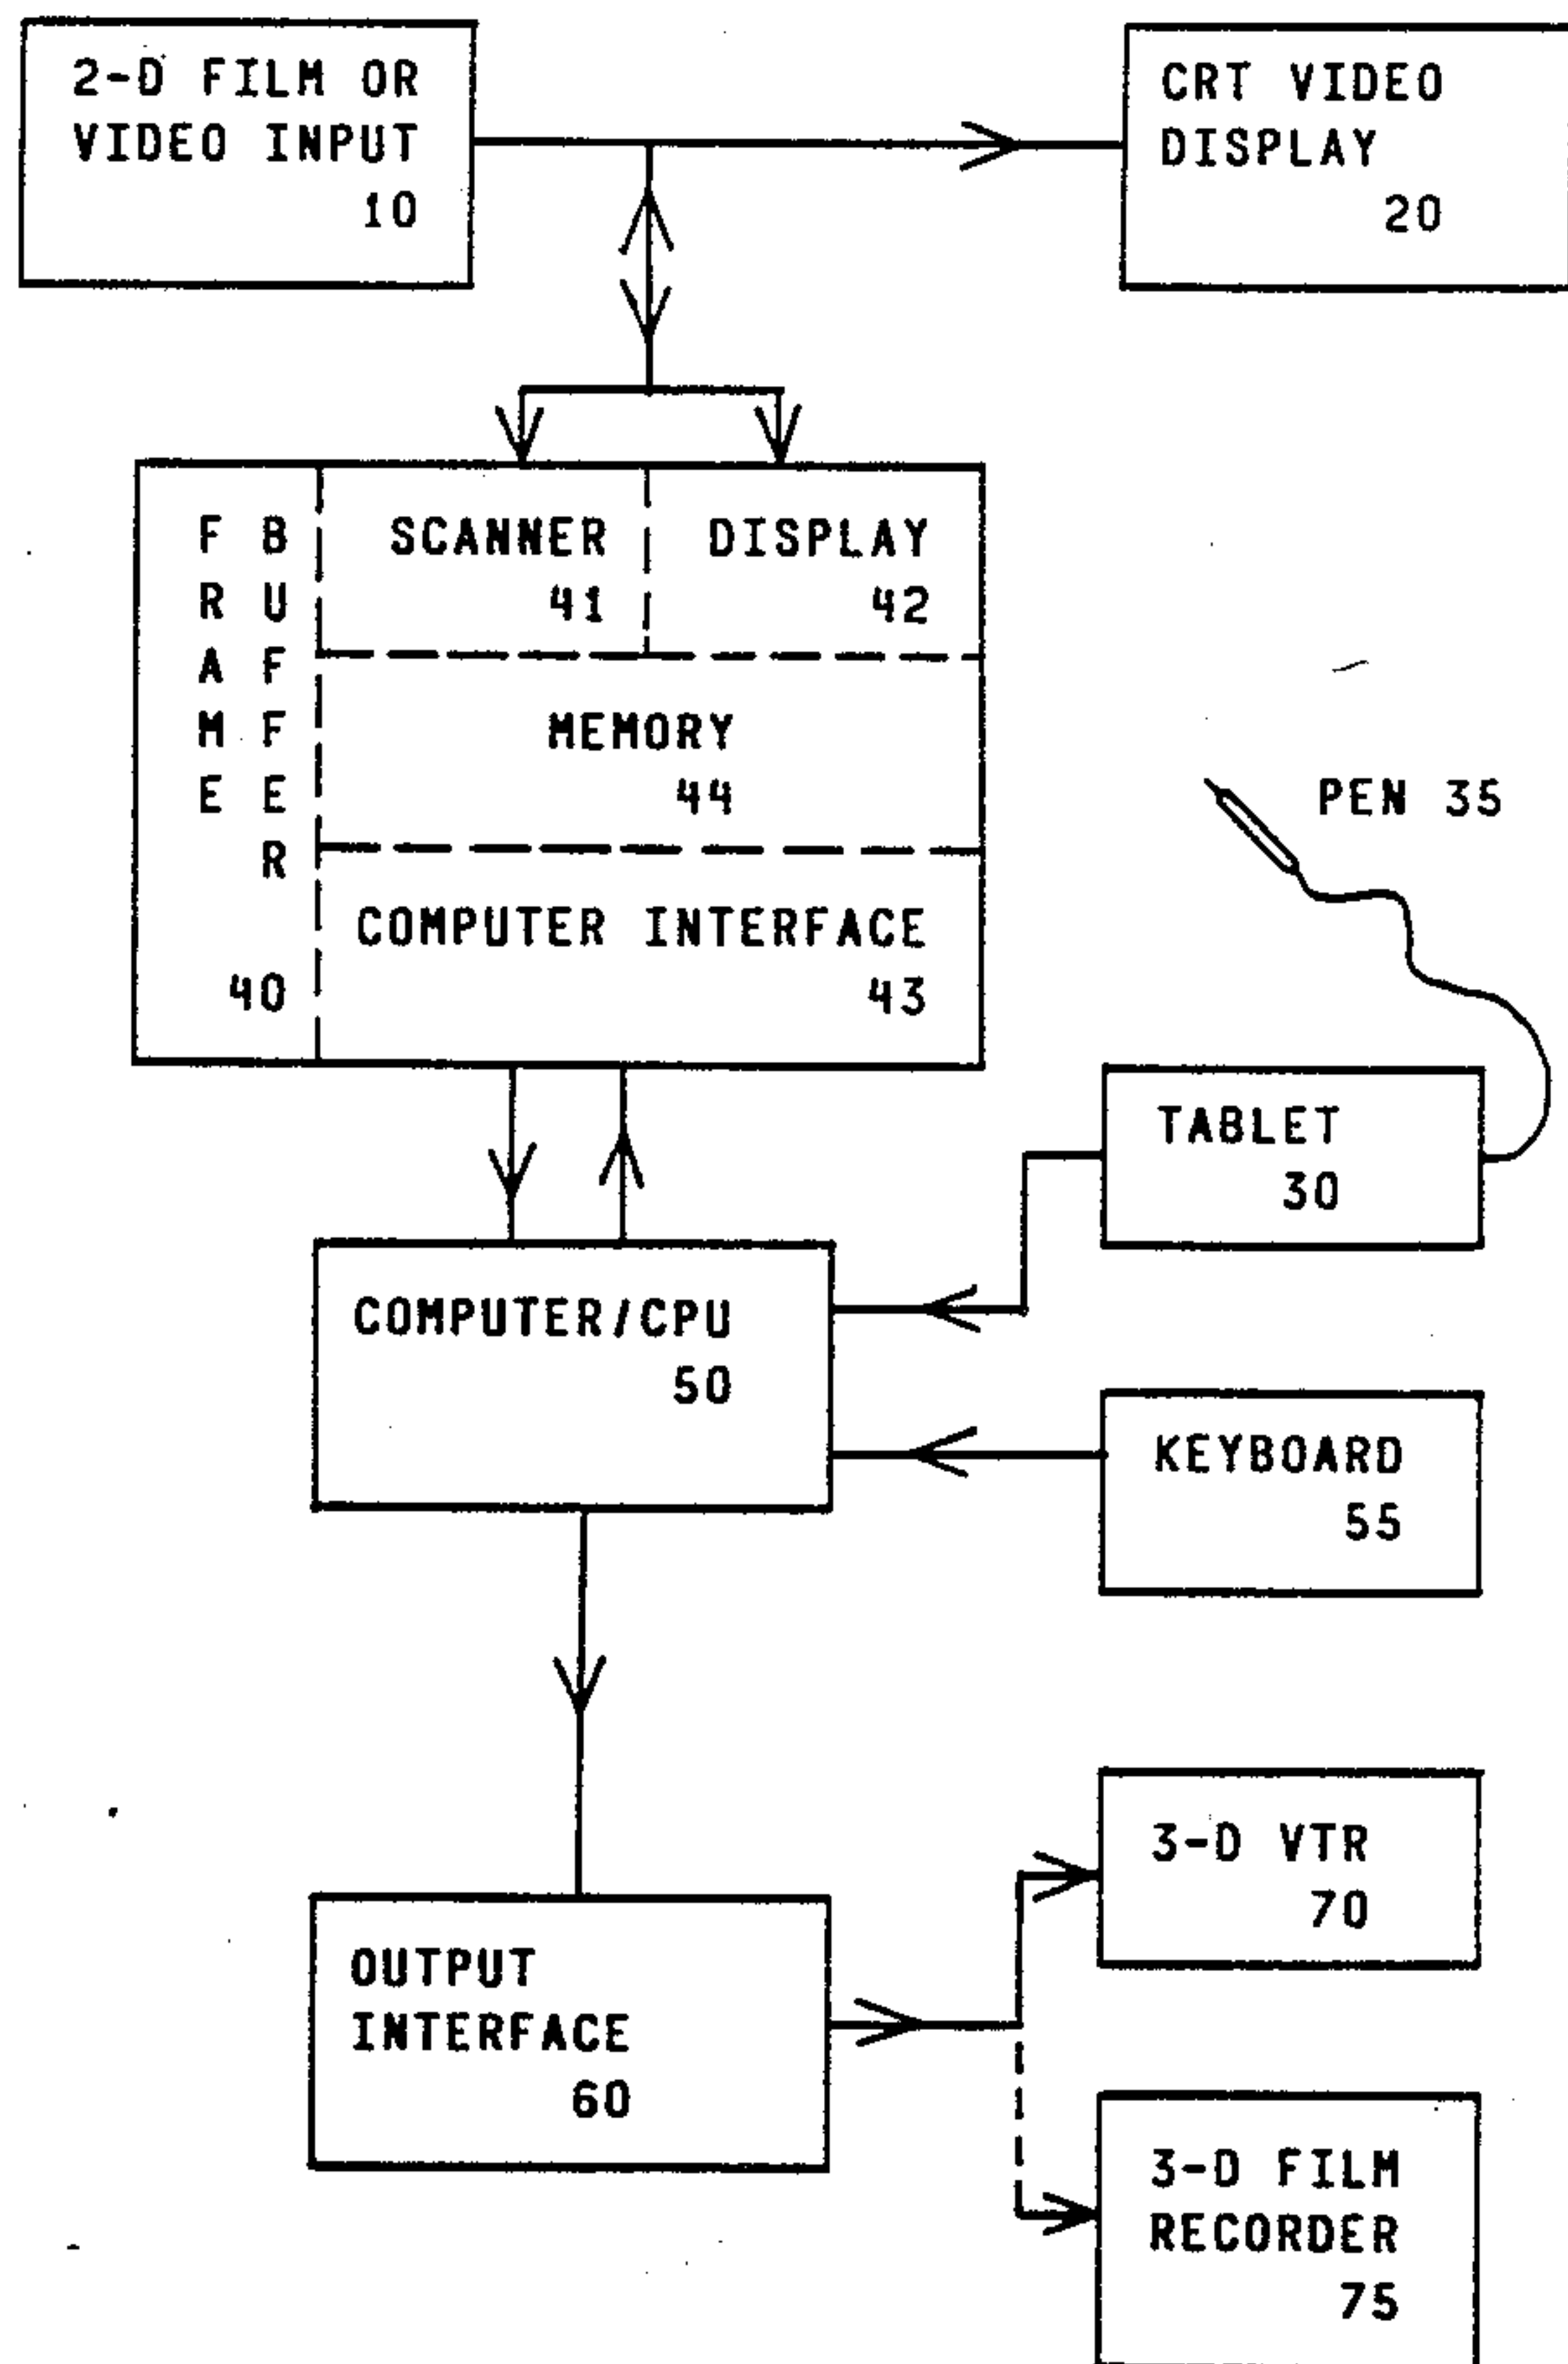 2-D FILM OR
VIDEO INPUT
10
CRT VIDEO
DISPLAY
20
FRAME
BUFFER
40
SCANNER
41
DISPLAY
42
MEMORY
44
COMPUTER INTERFACE
43
PEN 35
TABLET
30
COMPUTER/CPU
50
KEYBOARD
55
OUTPUT
INTERFACE
60
3-D VTR
70
3-D FILM
RECORDER
75